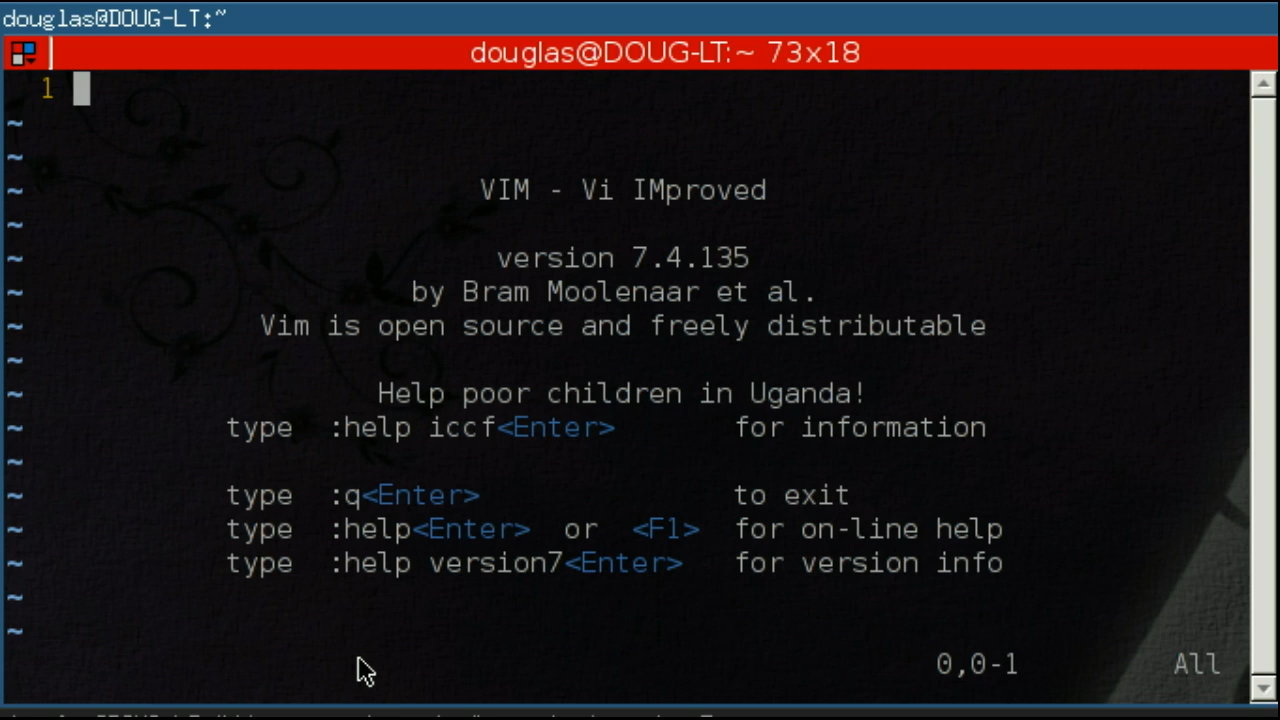 douglas@DOUG-LT:~
douglas@DOUG-LT: ~ 73x18
1
~
~
~ VIM - Vi IMproved
~
~ version 7.4.135
~ by Bram Moolenaar et al.
~ Vim is open source and freely distributable
~
~ Help poor children in Uganda!
~ type :help iccf<Enter> for information
~
~ type :q<Enter> to exit
~ type :help<Enter> or <F1> for on-line help
~ type :help version7<Enter> for version info
~
~
0,0-1 All